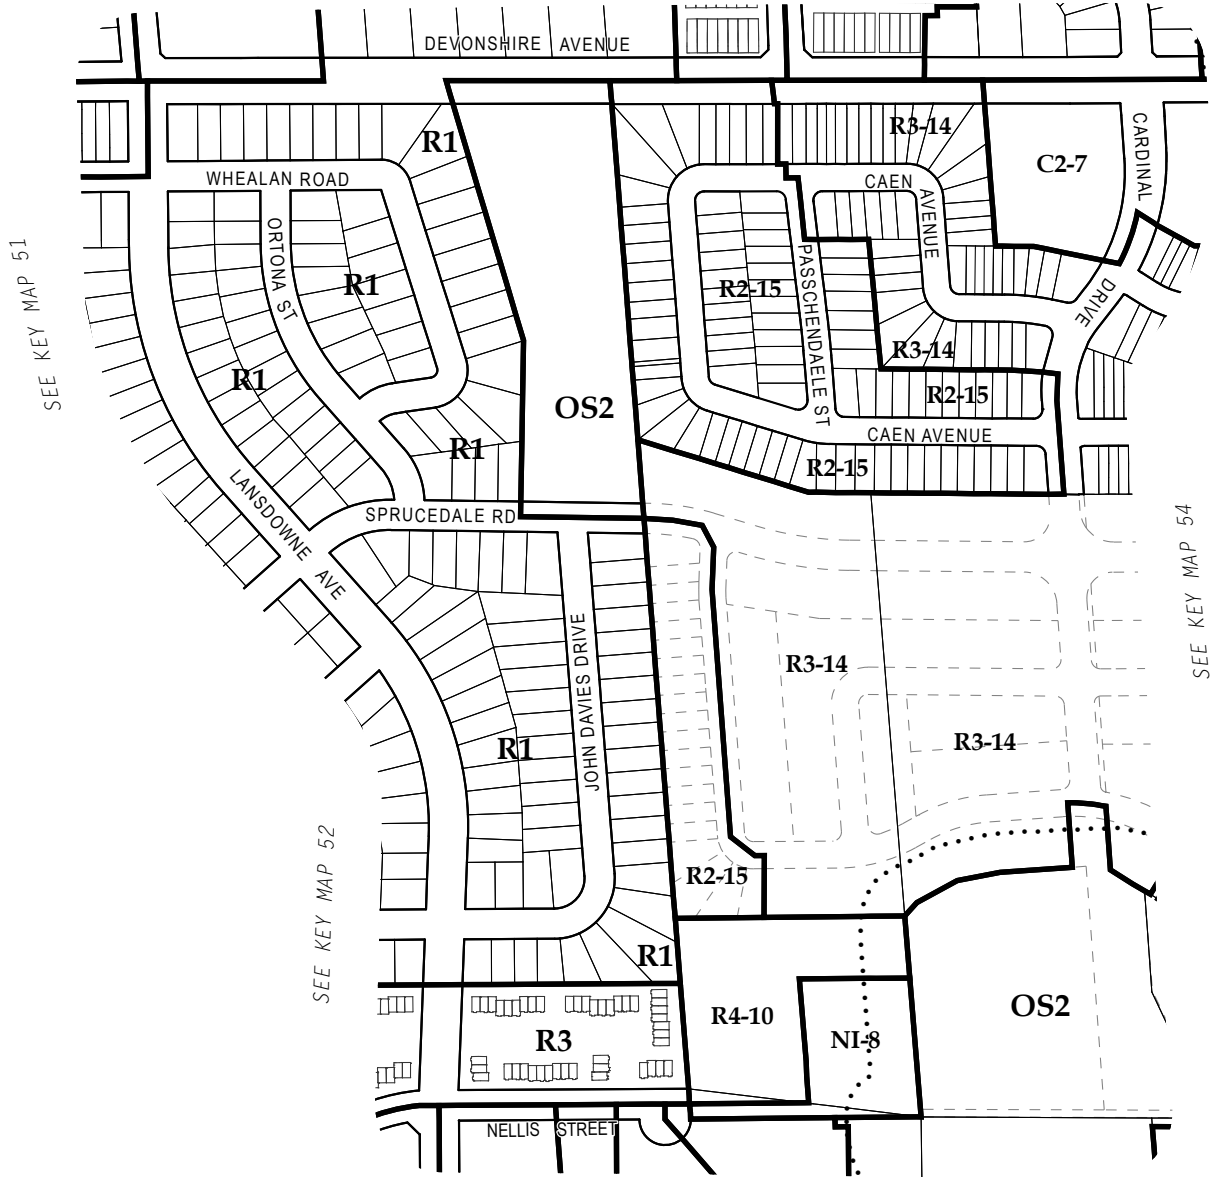 DEVONSHIRE AVENUE
R1
R3-14
C2-7
CARDINAL
DRIVE
WHEALAN ROAD
CAEN
AVENUE
ORTONA ST
R1
R2-15
PASSCHENDAELE ST
SEE KEY MAP 51
R1
R3-14
OS2
R2-15
R1
CAEN AVENUE
R2-15
LANSDOWNE AVE
SPRUCEDALE RD
SEE KEY MAP 54
JOHN DAVIES DRIVE
R3-14
R1
R3-14
SEE KEY MAP 52
R2-15
R1
R4-10
OS2
R3
NI-8
NELLIS STREET